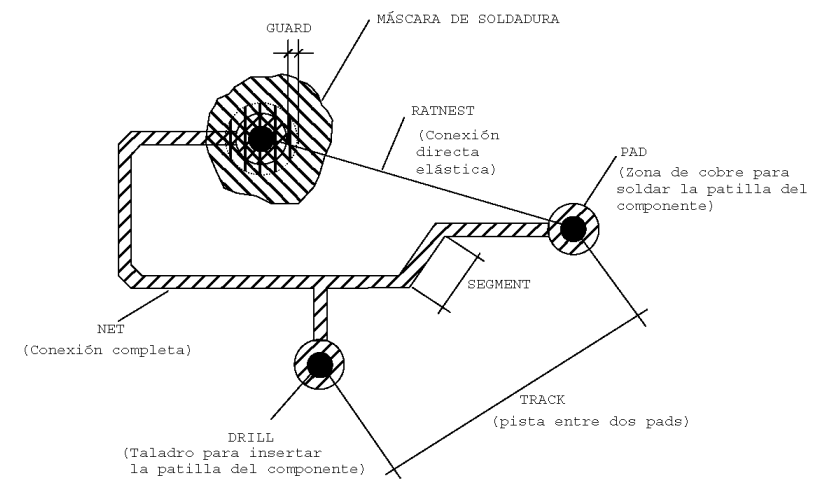 MÁSCARA DE SOLDADURA
GUARD
RATNEST
(Conexión
directa
elástica)
PAD
(Zona de cobre para
soldar la patilla del
componente)
SEGMENT
NET
(Conexión completa)
TRACK
(pista entre dos pads)
DRILL
(Taladro para insertar
la patilla del componente)